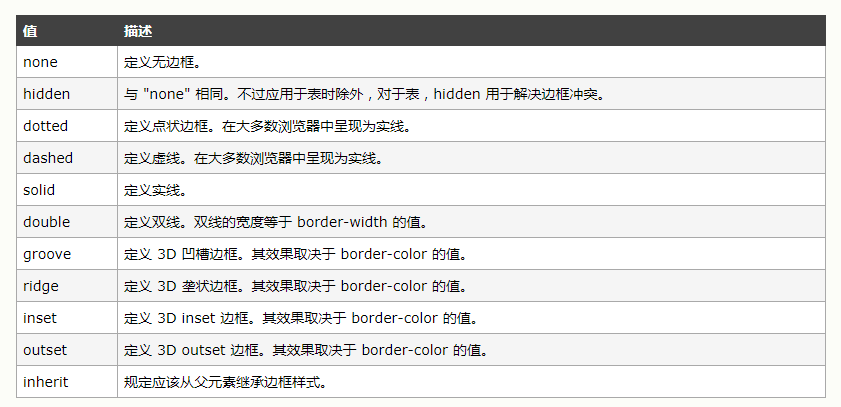 值 描述
none 定义无边框。
hidden 与 "none" 相同。不过应用于表时除外，对于表，hidden 用于解决边框冲突。
dotted 定义点状边框。在大多数浏览器中呈现为实线。
dashed 定义虚线。在大多数浏览器中呈现为实线。
solid 定义实线。
double 定义双线。双线的宽度等于 border-width 的值。
groove 定义 3D 凹槽边框。其效果取决于 border-color 的值。
ridge 定义 3D 垄状边框。其效果取决于 border-color 的值。
inset 定义 3D inset 边框。其效果取决于 border-color 的值。
outset 定义 3D outset 边框。其效果取决于 border-color 的值。
inherit 规定应该从父元素继承边框样式。